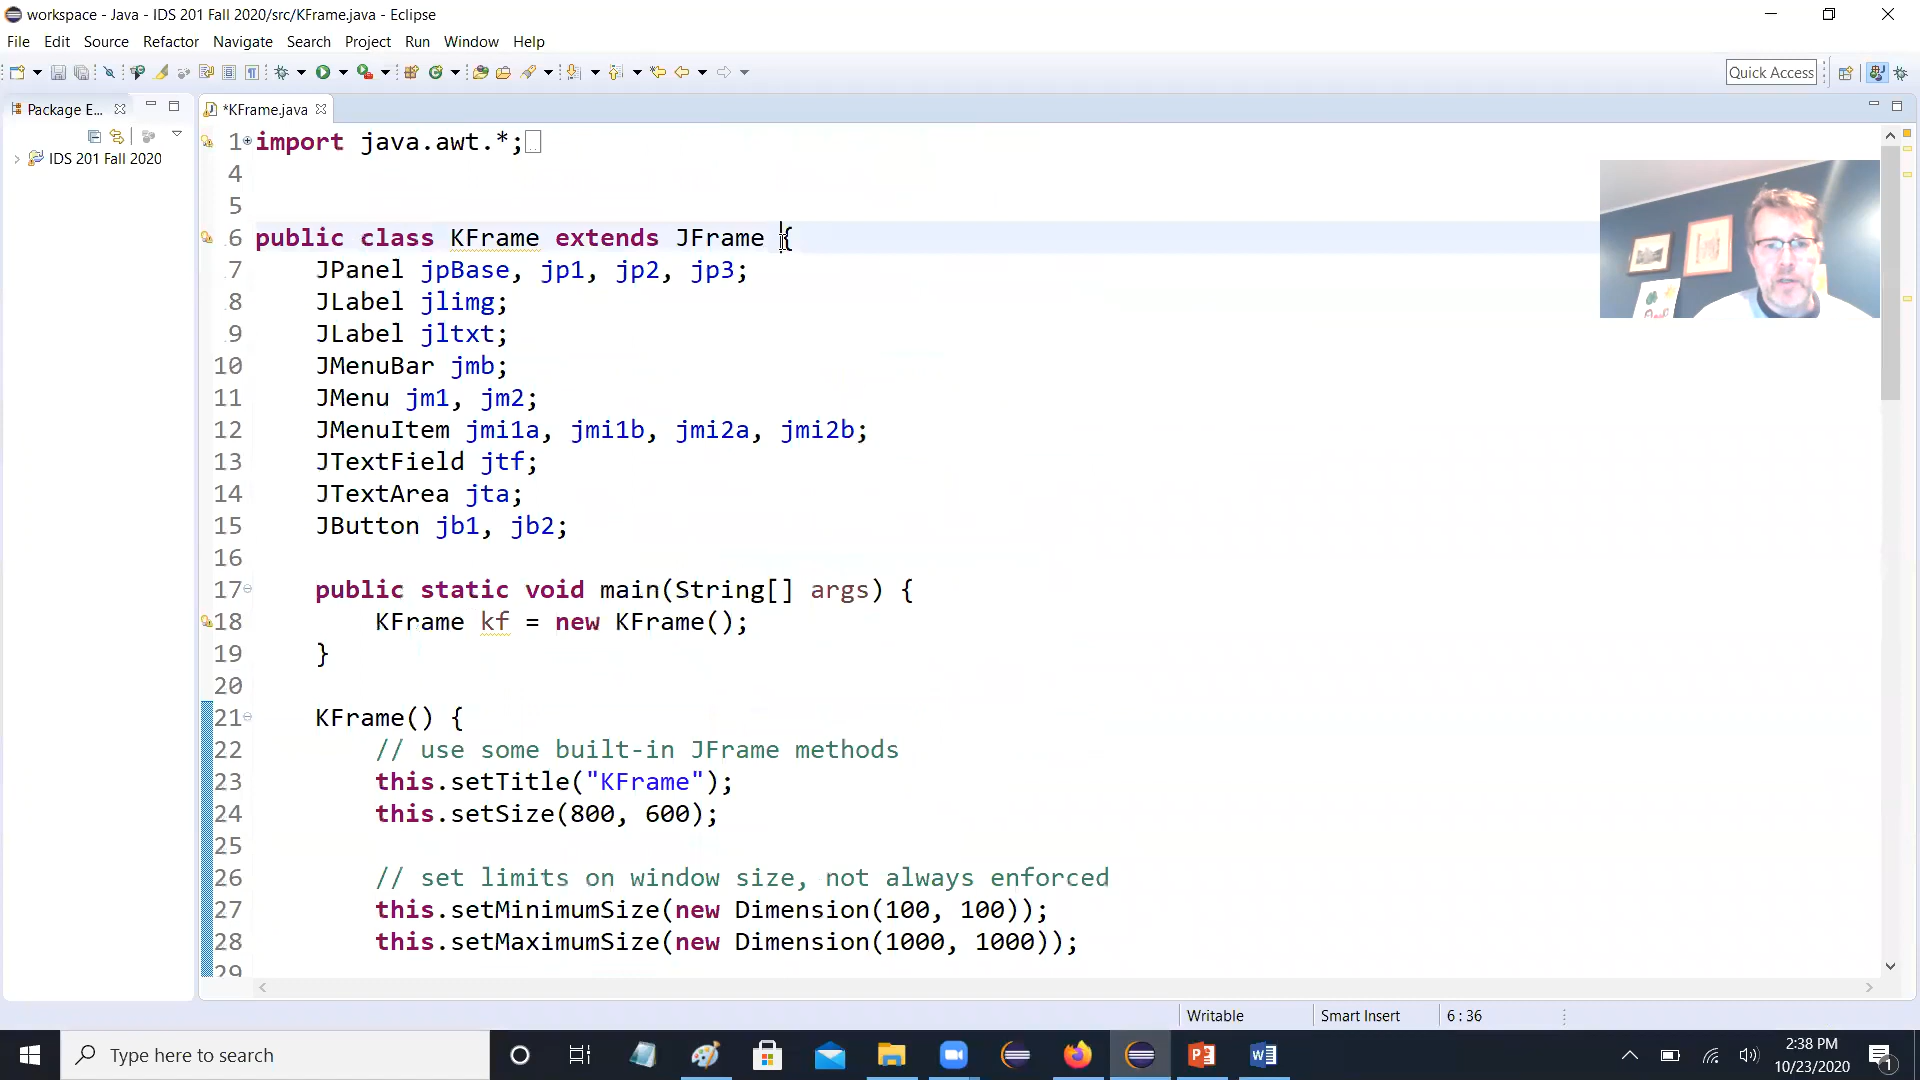 workspace - Java - IDS 201 Fall 2020/src/KFrame.java - Eclipse
File Edit Source Refactor Navigate Search Project Run Window Help
Quick Access
Package E...
*KFrame.java
IDS 201 Fall 2020
1 import java.awt.*;
4
5
6 public class KFrame extends JFrame {
7 JPanel jpBase, jp1, jp2, jp3;
8 JLabel jlimg;
9 JLabel jltxt;
10 JMenuBar jmb;
11 JMenu jm1, jm2;
12 JMenuItem jmi1a, jmi1b, jmi2a, jmi2b;
13 JTextField jtf;
14 JTextArea jta;
15 JButton jb1, jb2;
16
17 public static void main(String[] args) {
18 KFrame kf = new KFrame();
19 }
20
21 KFrame() {
22 // use some built-in JFrame methods
23 this.setTitle("KFrame");
24 this.setSize(800, 600);
25
26 // set limits on window size, not always enforced
27 this.setMinimumSize(new Dimension(100, 100));
28 this.setMaximumSize(new Dimension(1000, 1000));
29
Writable Smart Insert 6 : 36
Type here to search
2:38 PM
10/23/2020
1